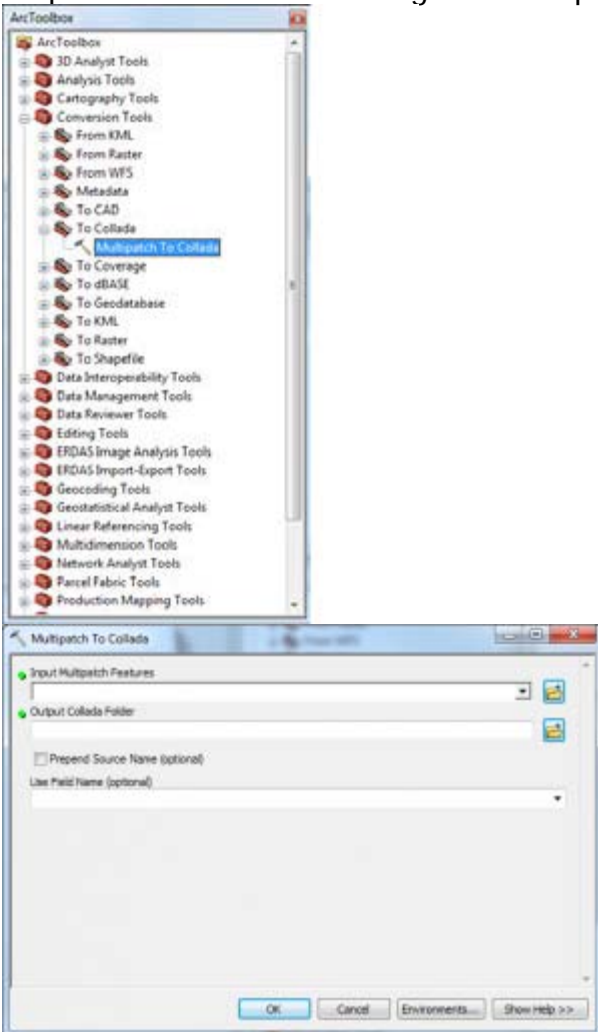 ArcToolbox
ArcToolbox
3D Analyst Tools
Analysis Tools
Cartography Tools
Conversion Tools
From KML
From Raster
From WFS
Metadata
To CAD
To Collada
Multipatch To Collada
To Coverage
To dBASE
To Geodatabase
To KML
To Raster
To Shapefile
Data Interoperability Tools
Data Management Tools
Data Reviewer Tools
Editing Tools
ERDAS Image Analysis Tools
ERDAS Import-Export Tools
Geocoding Tools
Geostatistical Analyst Tools
Linear Referencing Tools
Multidimension Tools
Network Analyst Tools
Parcel Fabric Tools
Production Mapping Tools
Multipatch To Collada
Input Multipatch Features
Output Collada Folder
Prepend Source Name (optional)
Use Field Name (optional)
OK Cancel Environments... Show Help >>